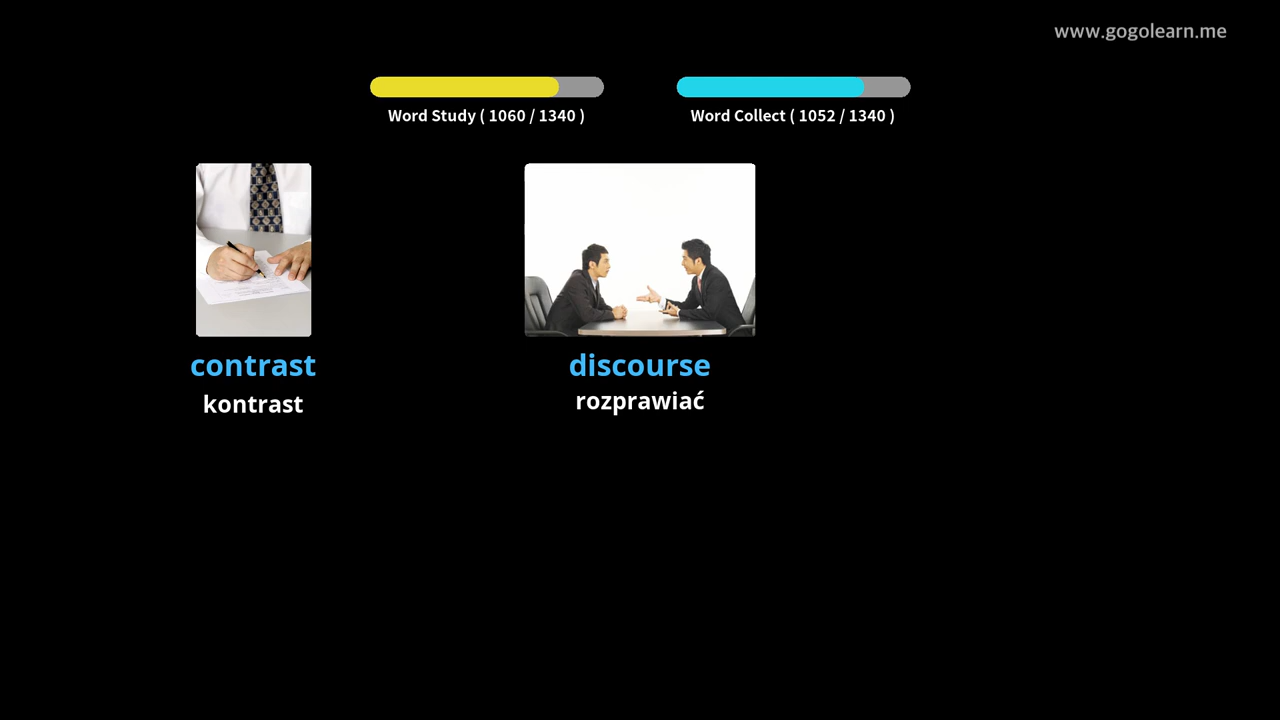 www.gogolearn.me
Word Study ( 1060 / 1340 )
Word Collect ( 1052 / 1340 )
contrast
kontrast
discourse
rozprawiać